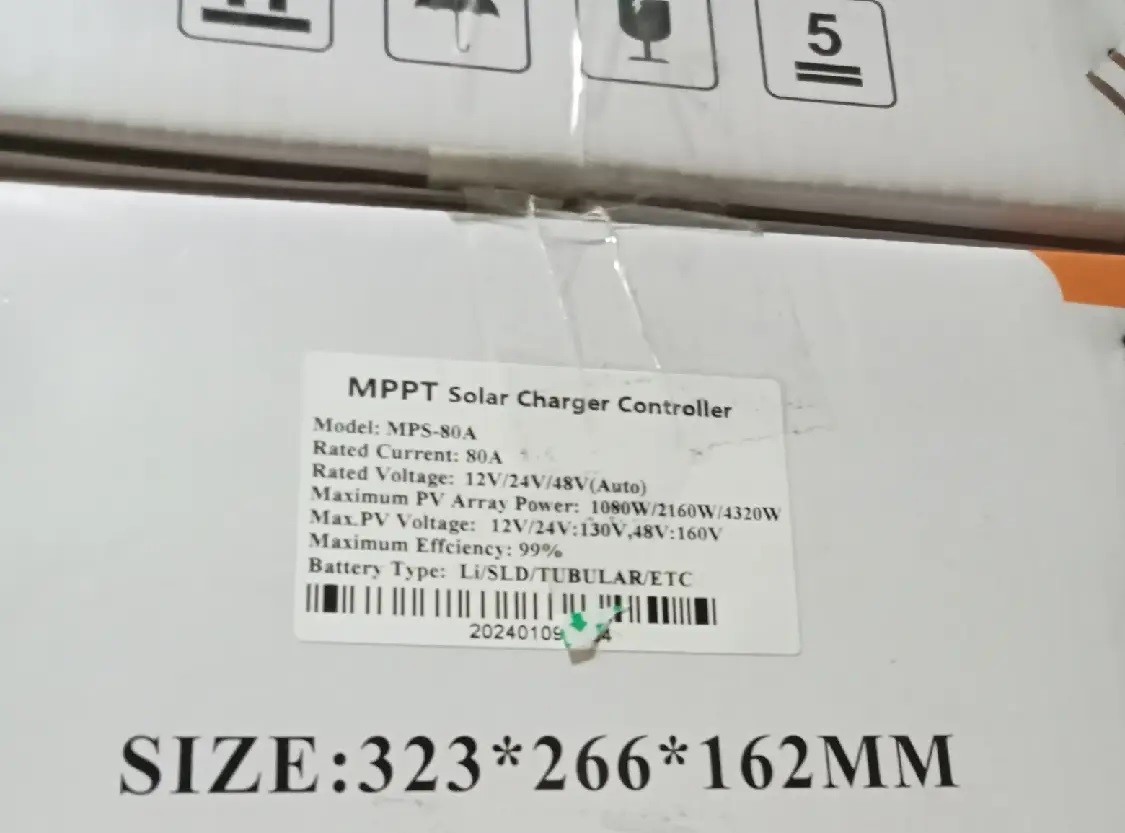 5
MPPT Solar Charger Controller
Model: MPS-80A
Rated Current: 80A
Rated Voltage: 12V/24V/48V(Auto)
Maximum PV Array Power: 1080W/2160W/4320W
Max.PV Voltage: 12V/24V:130V,48V:160V
Maximum Effciency: 99%
Battery Type: Li/SLD/TUBULAR/ETC
20240109
SIZE:323*266*162MM